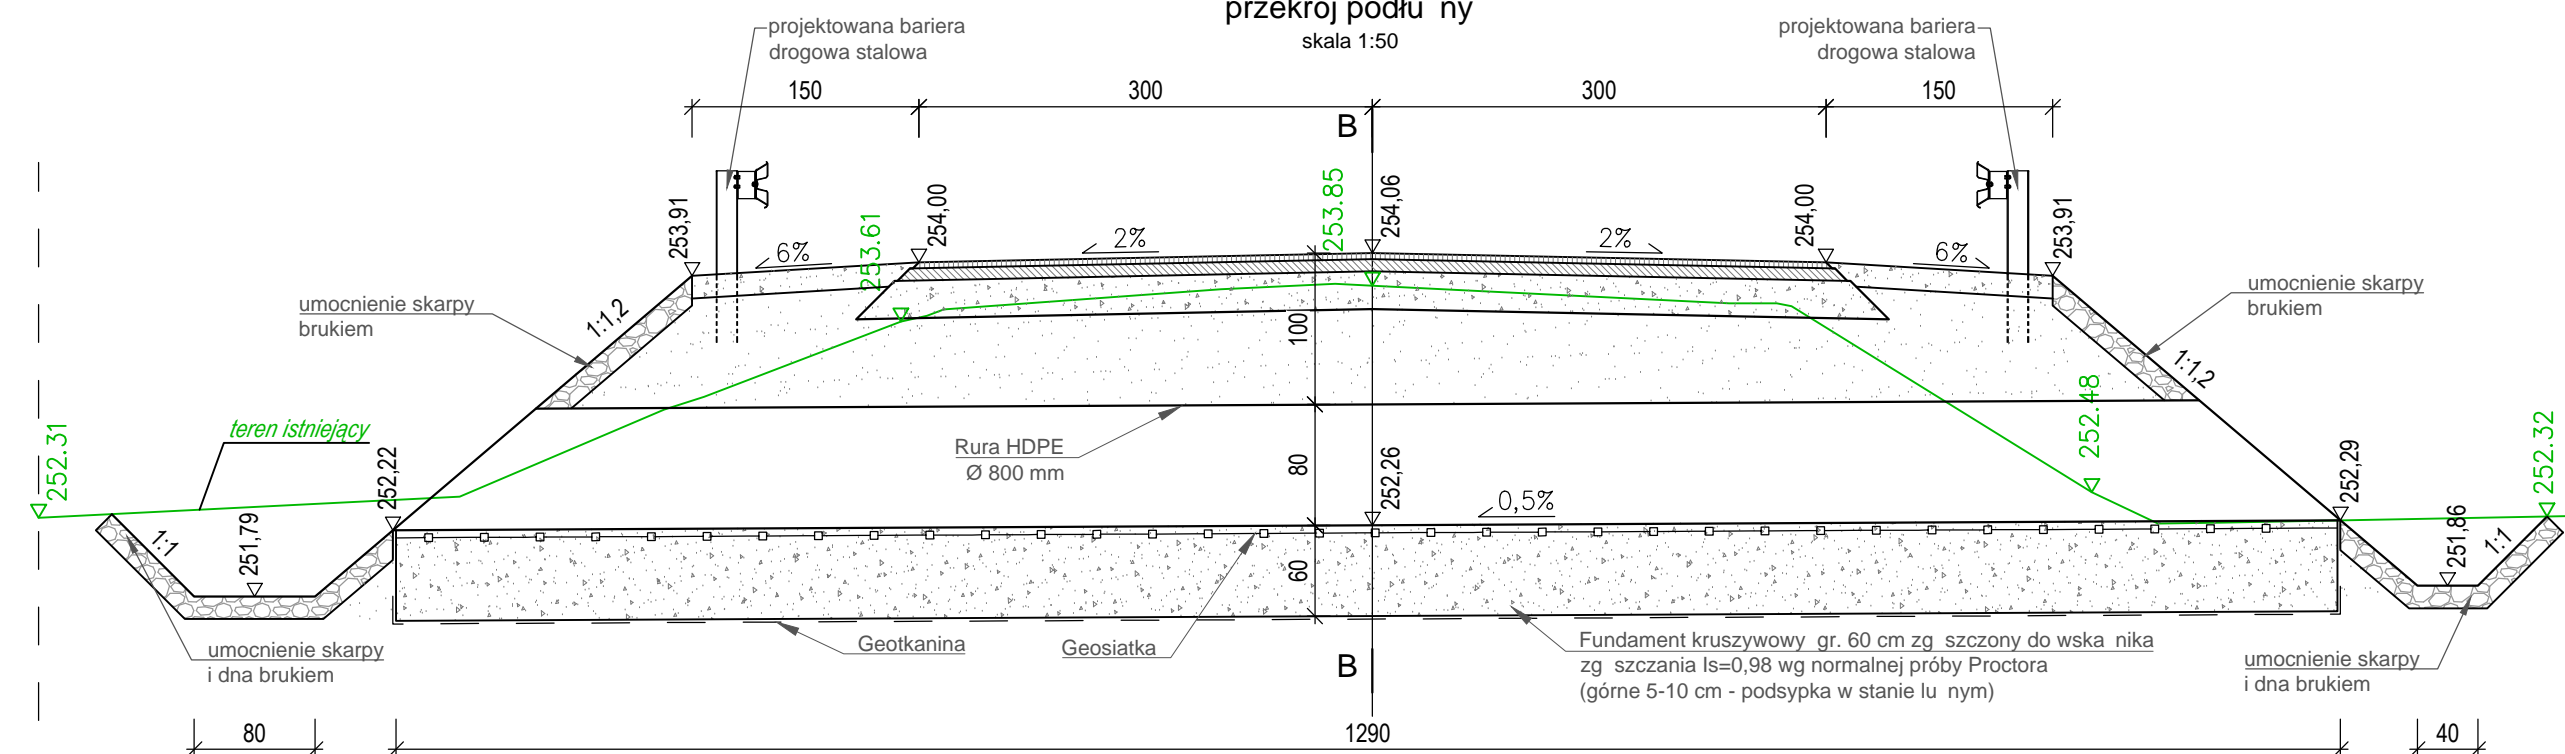 przekrój podłu ny
skala 1:50
projektowana bariera
drogowa stalowa
projektowana bariera
drogowa stalowa
150
300
300
150
B
253,91
6%
253.61
254,00
2%
253.85
254,06
2%
254,00
6%
253,91
umocnienie skarpy
brukiem
1:1,2
100
umocnienie skarpy
brukiem
1:1,2
252.31
teren istniejący
252,22
Rura HDPE
Ø 800 mm
80
252,26
0,5%
252.48
252,29
252.32
1:1
251,79
60
251,86
1:1
umocnienie skarpy
i dna brukiem
Geotkanina
Geosiatka
B
Fundament kruszywowy gr. 60 cm zg szczony do wska nika
zg szczania Is=0,98 wg normalnej próby Proctora
(górne 5-10 cm - podsypka w stanie lu nym)
umocnienie skarpy
i dna brukiem
80
1290
40